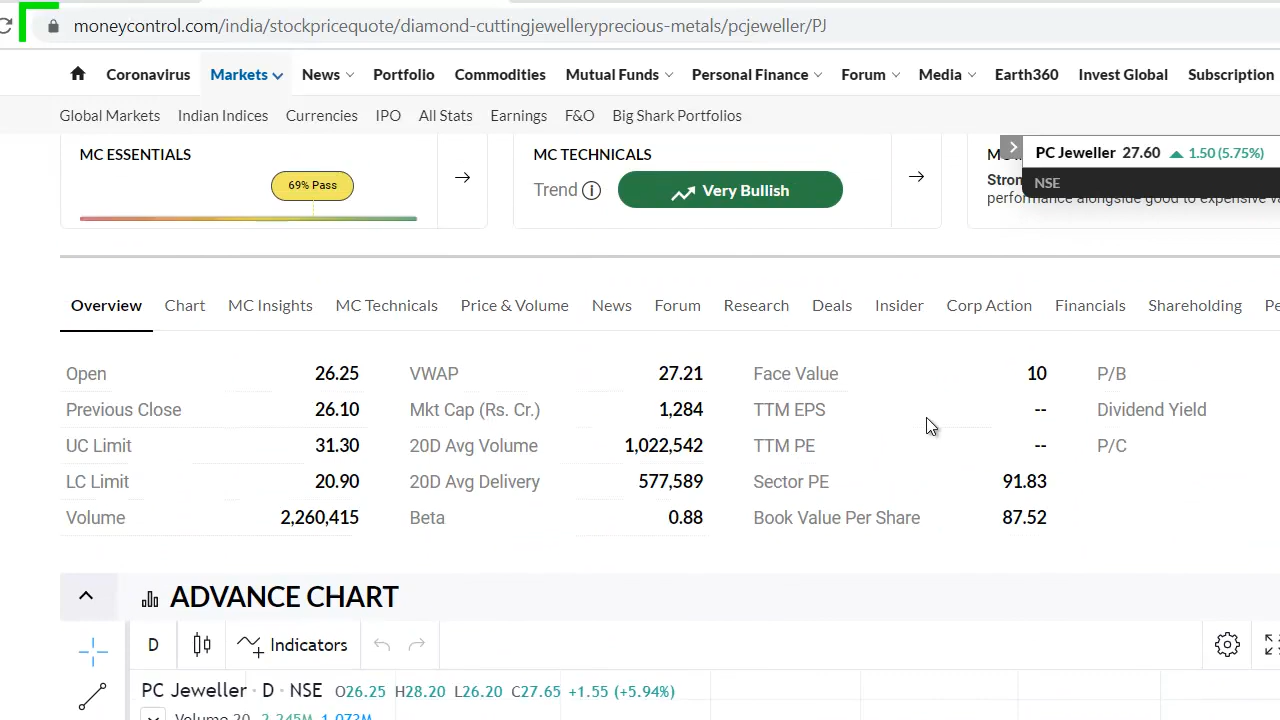 moneycontrol.com/india/stockpricequote/diamond-cuttingjewelleryprecious-metals/pcjeweller/PJ
Coronavirus Markets News Portfolio Commodities Mutual Funds Personal Finance Forum Media Earth360 Invest Global Subscription
Global Markets Indian Indices Currencies IPO All Stats Earnings F&O Big Shark Portfolios
MC ESSENTIALS
69% Pass
MC TECHNICALS
Trend Very Bullish
PC Jeweller 27.60 1.50 (5.75%)
NSE
performance alongside good to expensive
Overview Chart MC Insights MC Technicals Price & Volume News Forum Research Deals Insider Corp Action Financials Shareholding
Open 26.25 VWAP 27.21 Face Value 10 P/B
Previous Close 26.10 Mkt Cap (Rs. Cr.) 1,284 TTM EPS -- Dividend Yield
UC Limit 31.30 20D Avg Volume 1,022,542 TTM PE -- P/C
LC Limit 20.90 20D Avg Delivery 577,589 Sector PE 91.83
Volume 2,260,415 Beta 0.88 Book Value Per Share 87.52
ADVANCE CHART
D Indicators
PC Jeweller · D · NSE O26.25 H28.20 L26.20 C27.65 +1.55 (+5.94%)
Volume 20 2.245M 1.073M